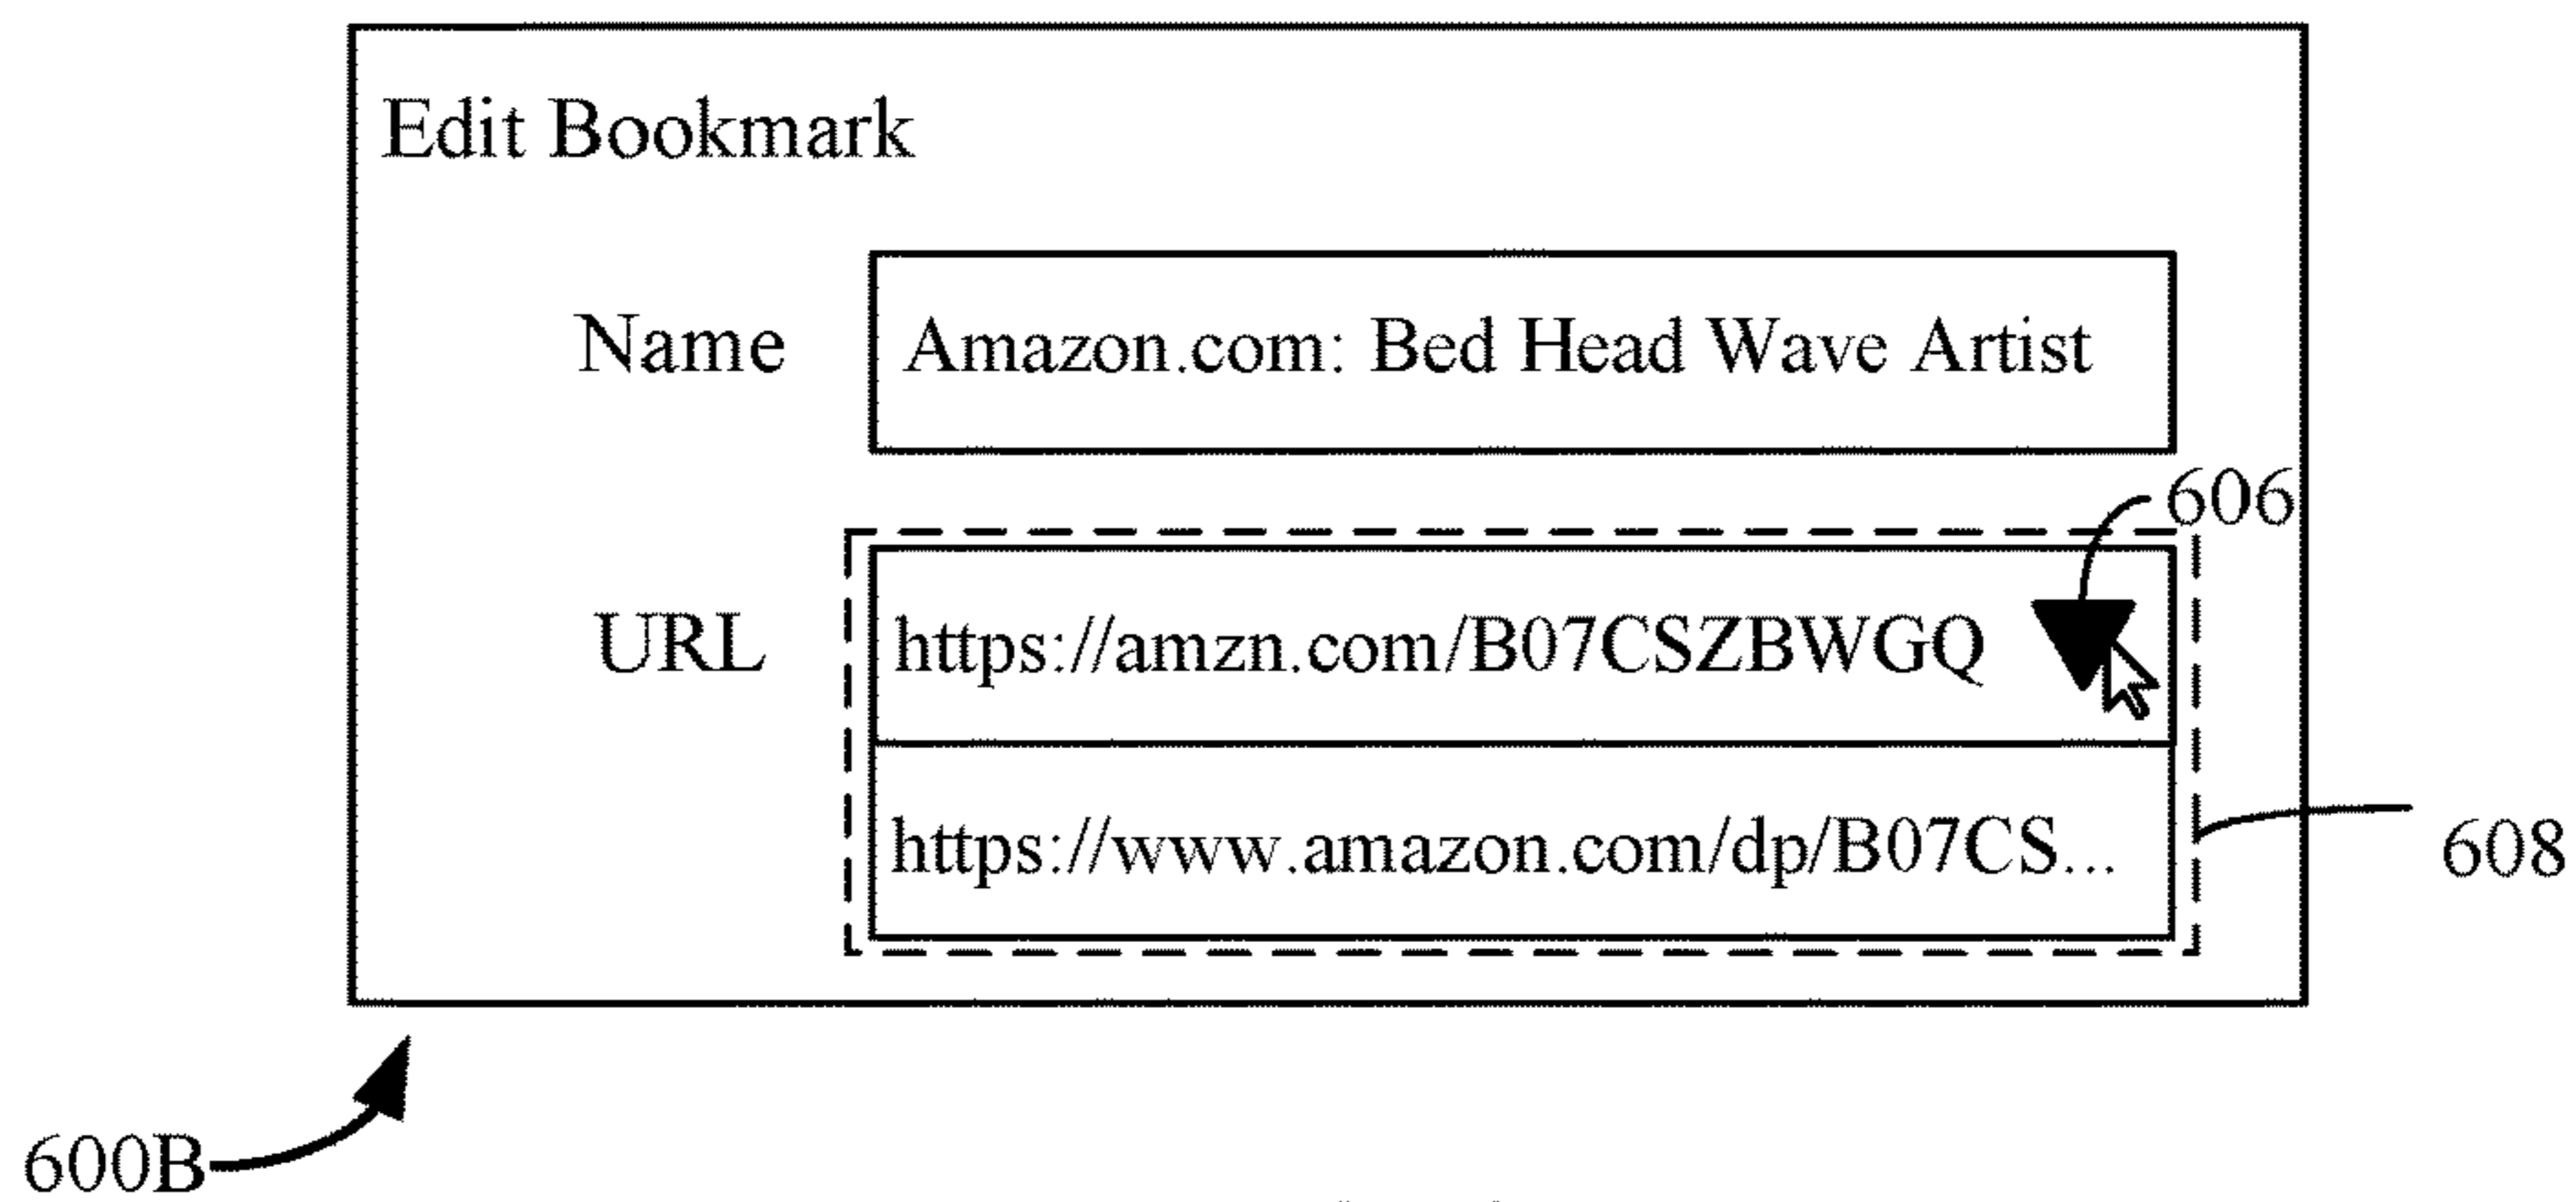 Edit Bookmark
Name
Amazon.com: Bed Head Wave Artist
606
URL
https://amzn.com/B07CSZBWGQ
https://www.amazon.com/dp/B07CS...
608
600B